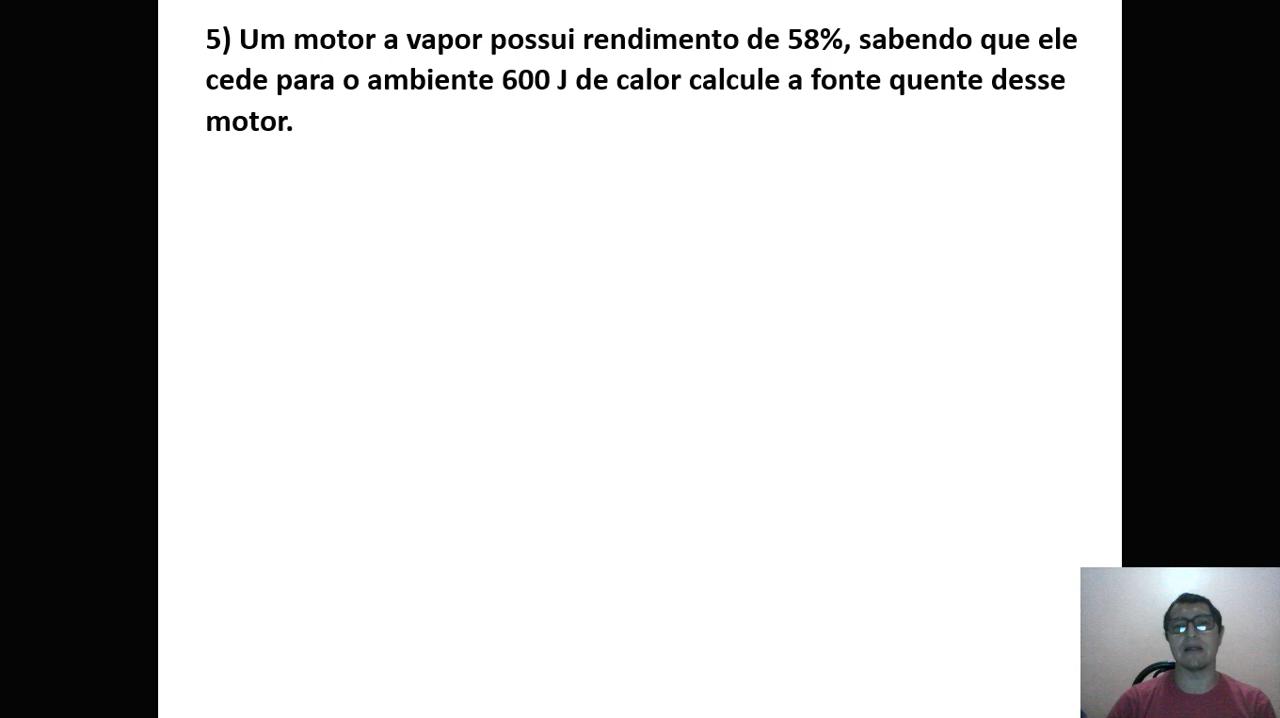 5) Um motor a vapor possui rendimento de 58%, sabendo que ele
cede para o ambiente 600 J de calor calcule a fonte quente desse
motor.